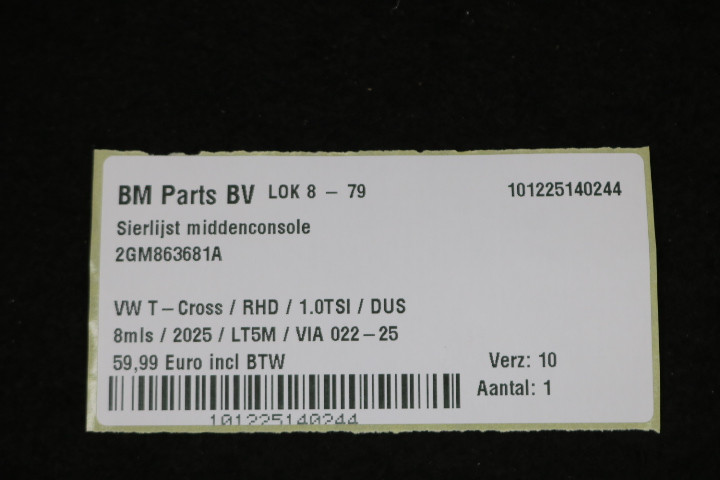 BM Parts BV LOK 8 – 79 101225140244
Sierlijst middenconsole
2GM863681A
VW T–Cross / RHD / 1.0TSI / DUS
8mls / 2025 / LT5M / VIA 022–25
59,99 Euro incl BTW Verz: 10
Aantal: 1
101225140244